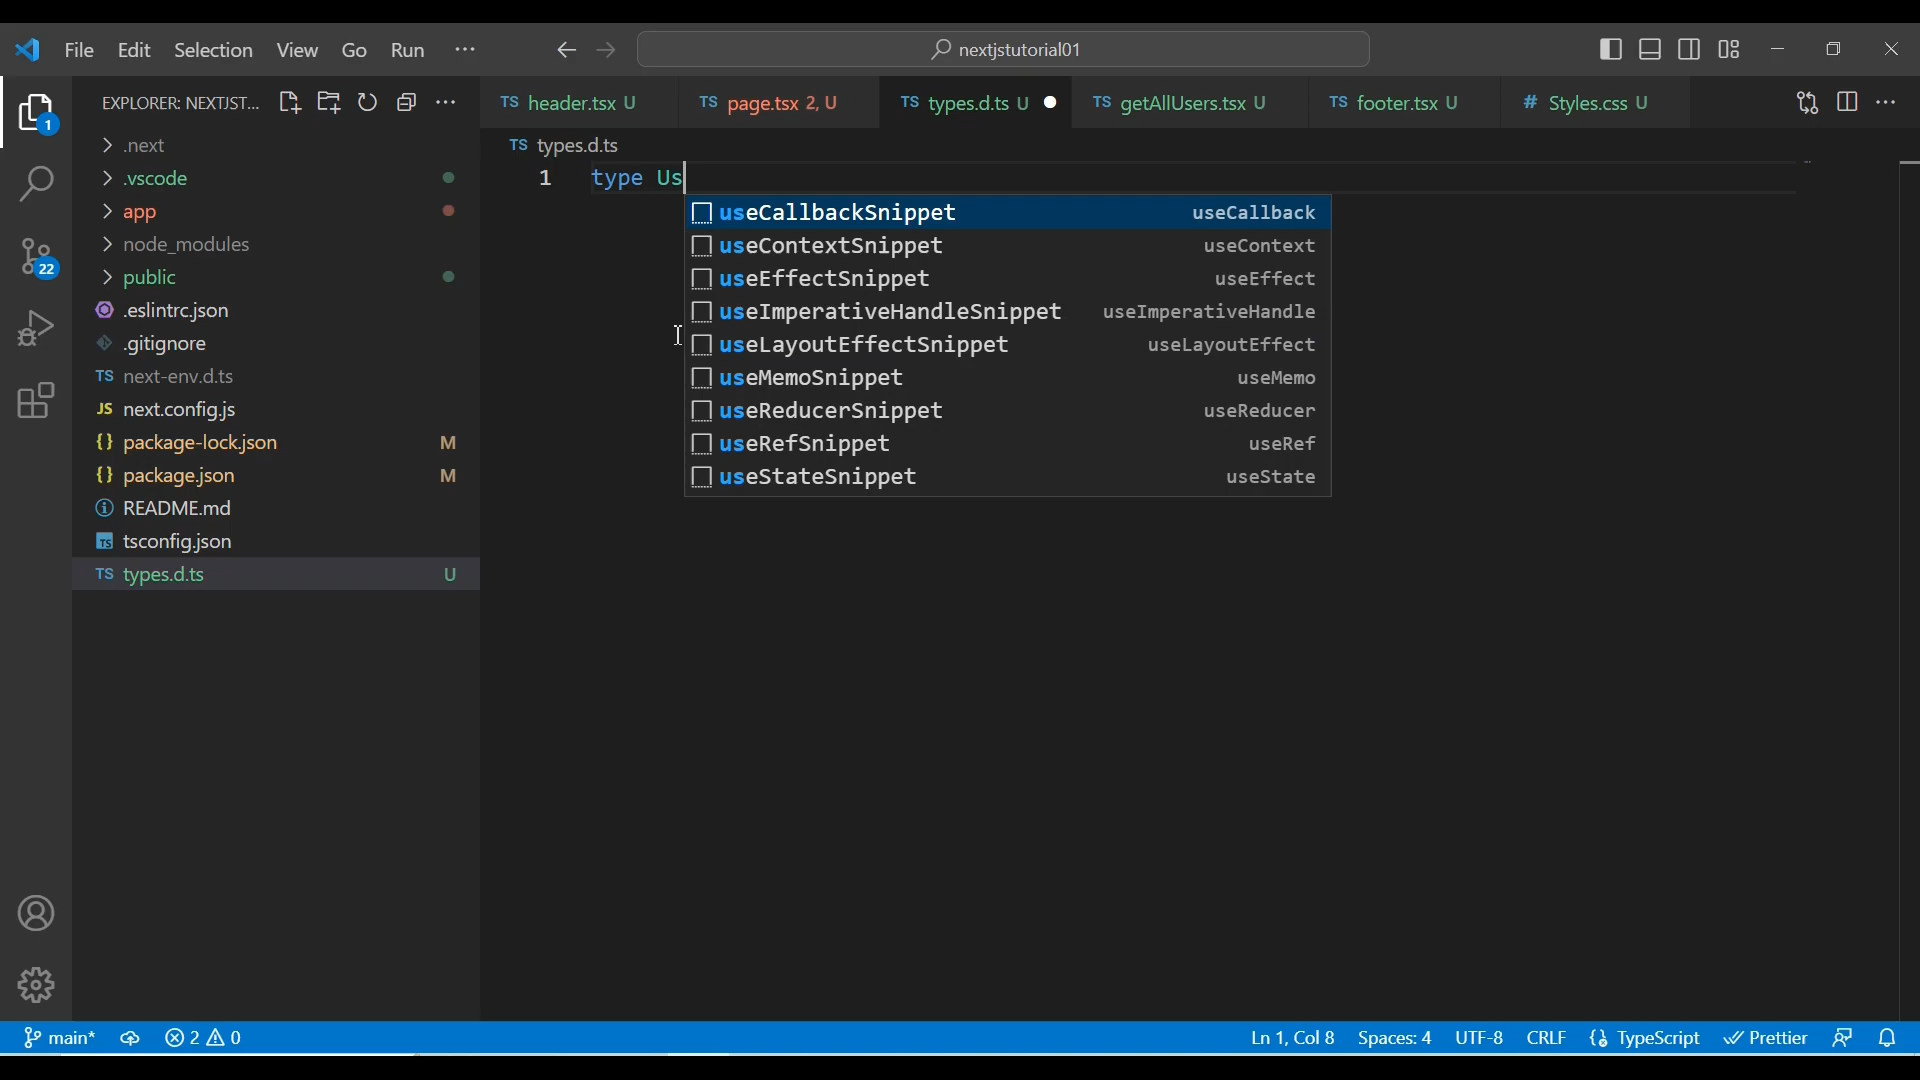 File Edit Selection View Go Run ··· nextjstutorial01
EXPLORER: NEXTJST... ···
1
22
.next
.vscode
app
node_modules
public
.eslintrc.json
.gitignore
TS next-env.d.ts
JS next.config.js
{} package-lock.json M
{} package.json M
README.md
TS tsconfig.json
TS types.d.ts U
TS header.tsx U TS page.tsx 2, U TS types.d.ts U TS getAllUsers.tsx U TS footer.tsx U # Styles.css U ···
TS types.d.ts
1 type Us
useCallbackSnippet useCallback
useContextSnippet useContext
useEffectSnippet useEffect
useImperativeHandleSnippet useImperativeHandle
useLayoutEffectSnippet useLayoutEffect
useMemoSnippet useMemo
useReducerSnippet useReducer
useRefSnippet useRef
useStateSnippet useState
main* 2 0 Ln 1, Col 8 Spaces: 4 UTF-8 CRLF {} TypeScript Prettier